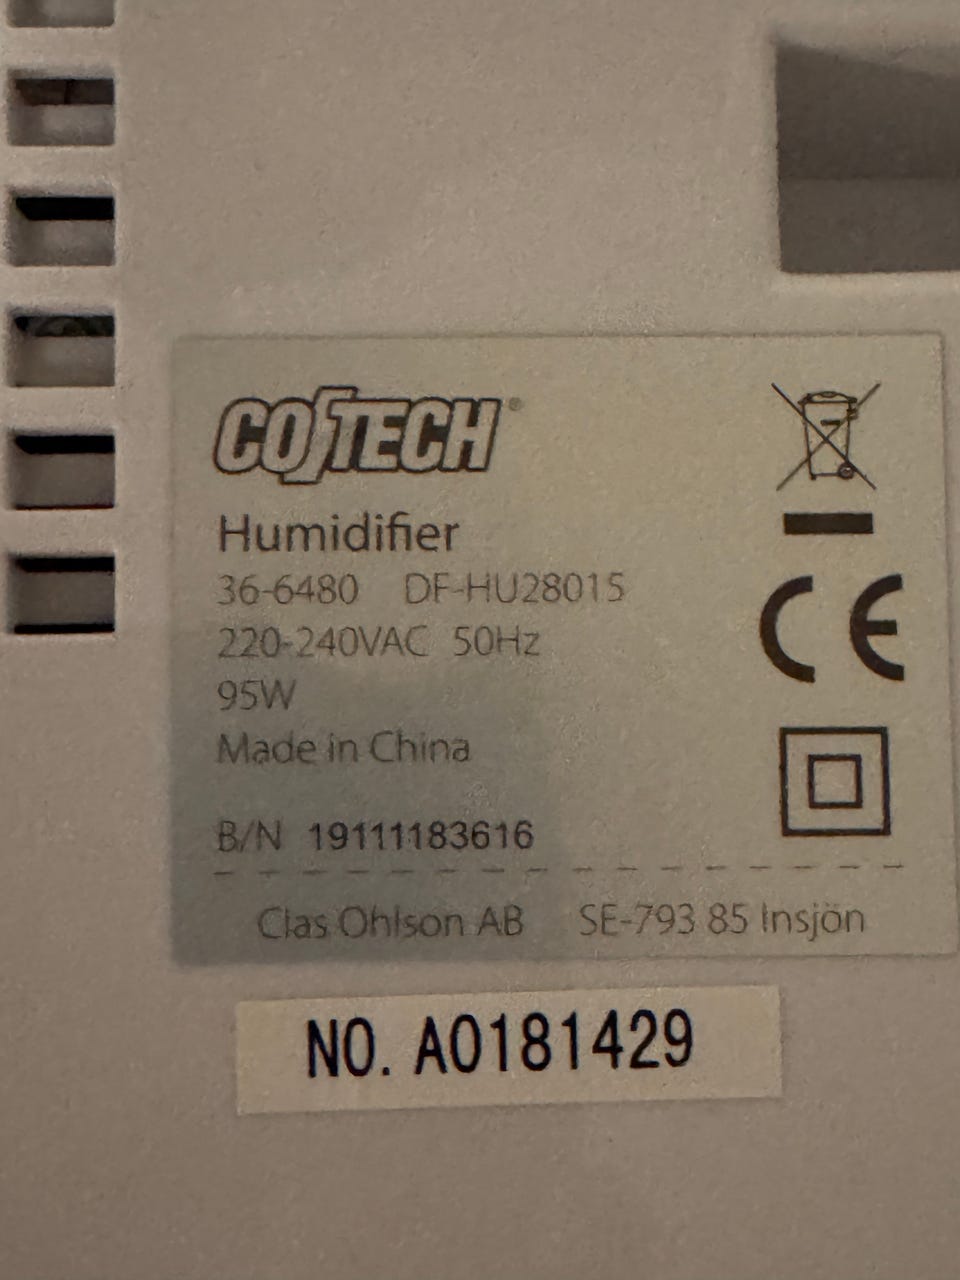 COTECH®
Humidifier
36-6480 DF-HU28015
220-240VAC 50Hz
95W
Made in China
B/N 19111183616
Clas Ohlson AB SE-793 85 Insjön
CE
NO. A0181429